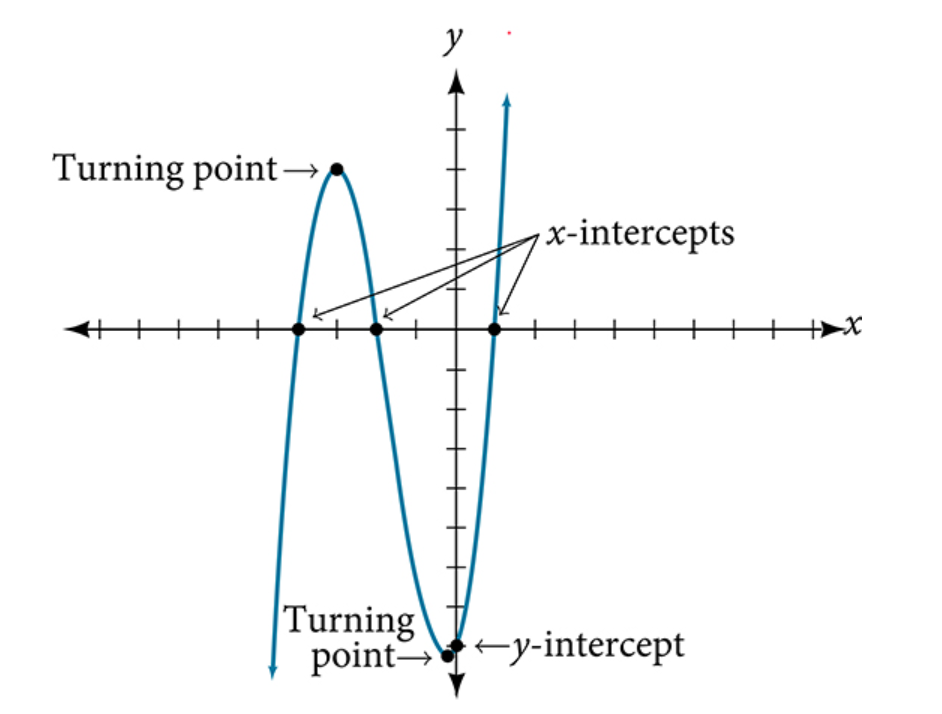 y
Turning point
x-intercepts
x
Turning
point
y-intercept